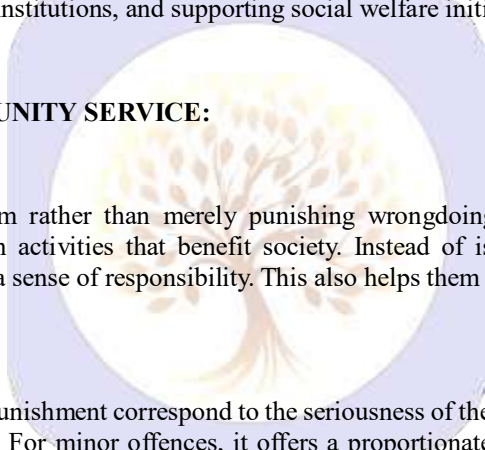 institutions, and supporting social welfare initi
UNITY SERVICE:
m rather than merely punishing wrongdoing
n activities that benefit society. Instead of is
a sense of responsibility. This also helps them
unishment correspond to the seriousness of the
. For minor offences, it offers a proportionate